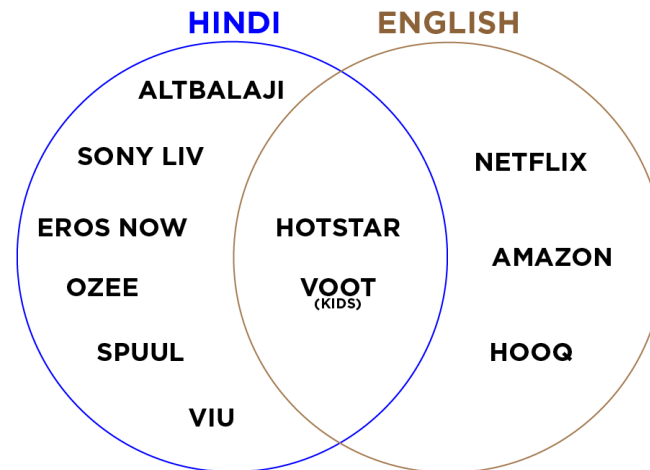 HINDI
ENGLISH
ALTBALAJI
SONY LIV
EROS NOW
OZEE
SPUUL
VIU
HOTSTAR
VOOT
(KIDS)
NETFLIX
AMAZON
HOOQ